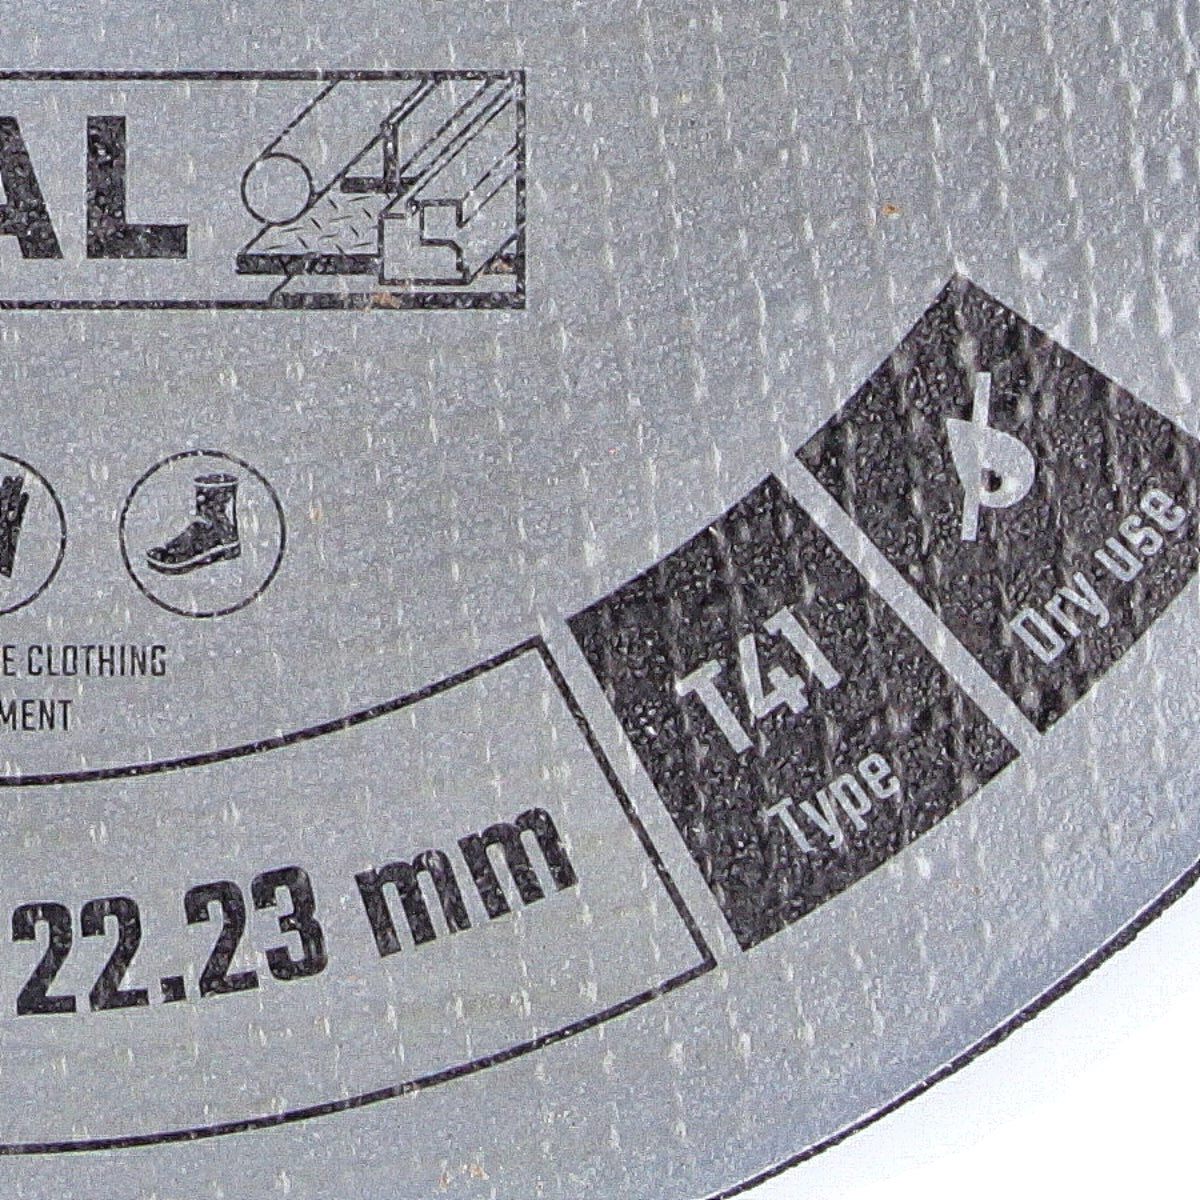 AL
E CLOTHING
MENT
22.23 mm
T41
Type
Dry use